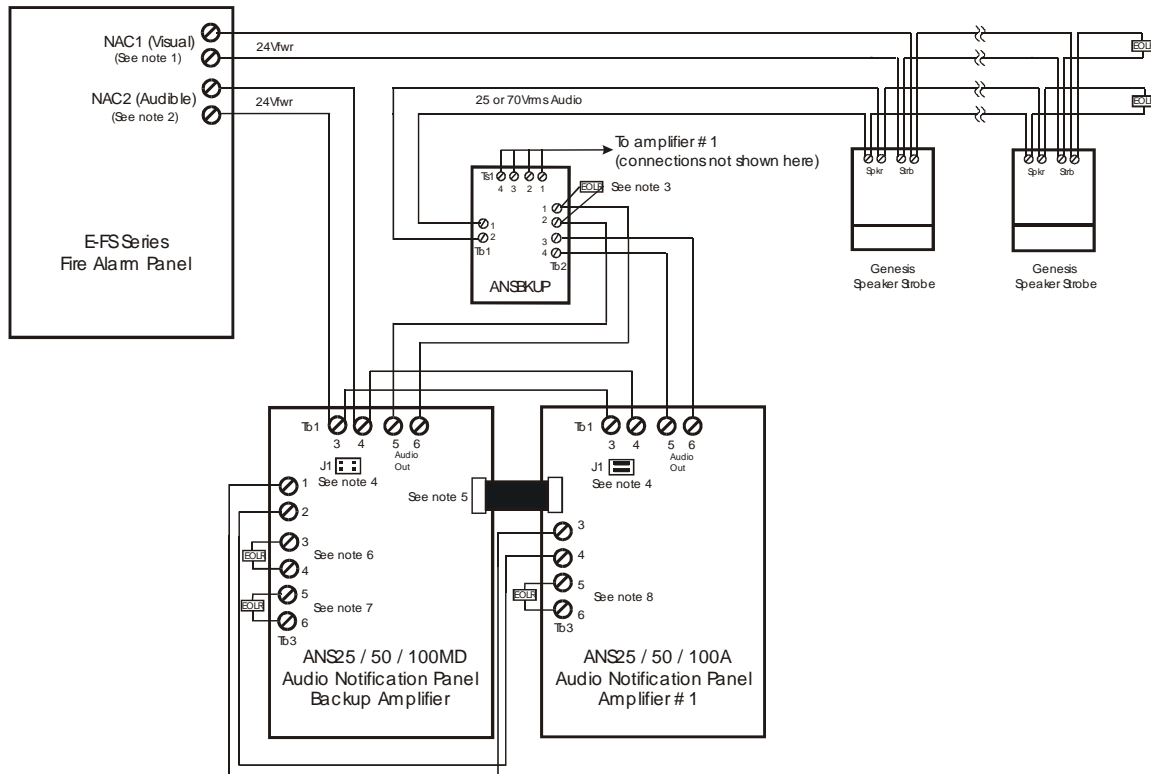 NAC1 (Visual)
(See note 1)
24Vfwr
NAC2 (Audible)
(See note 2)
24Vfwr
EOLR
EOLR
25 or 70Vrms Audio
To amplifier # 1
(connections not shown here)
Ts1
4 3 2 1
EOLR
See note 3
1
2
Tb1
1
2
3
4
Tb2
ANSBKUP
Spkr
Strb
Spkr
Strb
Genesis
Speaker Strobe
Genesis
Speaker Strobe
E-FS Series
Fire Alarm Panel
Tb1
3 4 5 6
Audio
Out
J1
See note 4
1
2
3
4
5
6
EOLR
See note 6
EOLR
See note 7
Tb3
ANS25 / 50 / 100MD
Audio Notification Panel
Backup Amplifier
See note 5
Tb1
3 4 5 6
Audio
Out
J1
See note 4
3
4
5
6
EOLR
See note 8
Tb3
ANS25 / 50 / 100A
Audio Notification Panel
Amplifier # 1